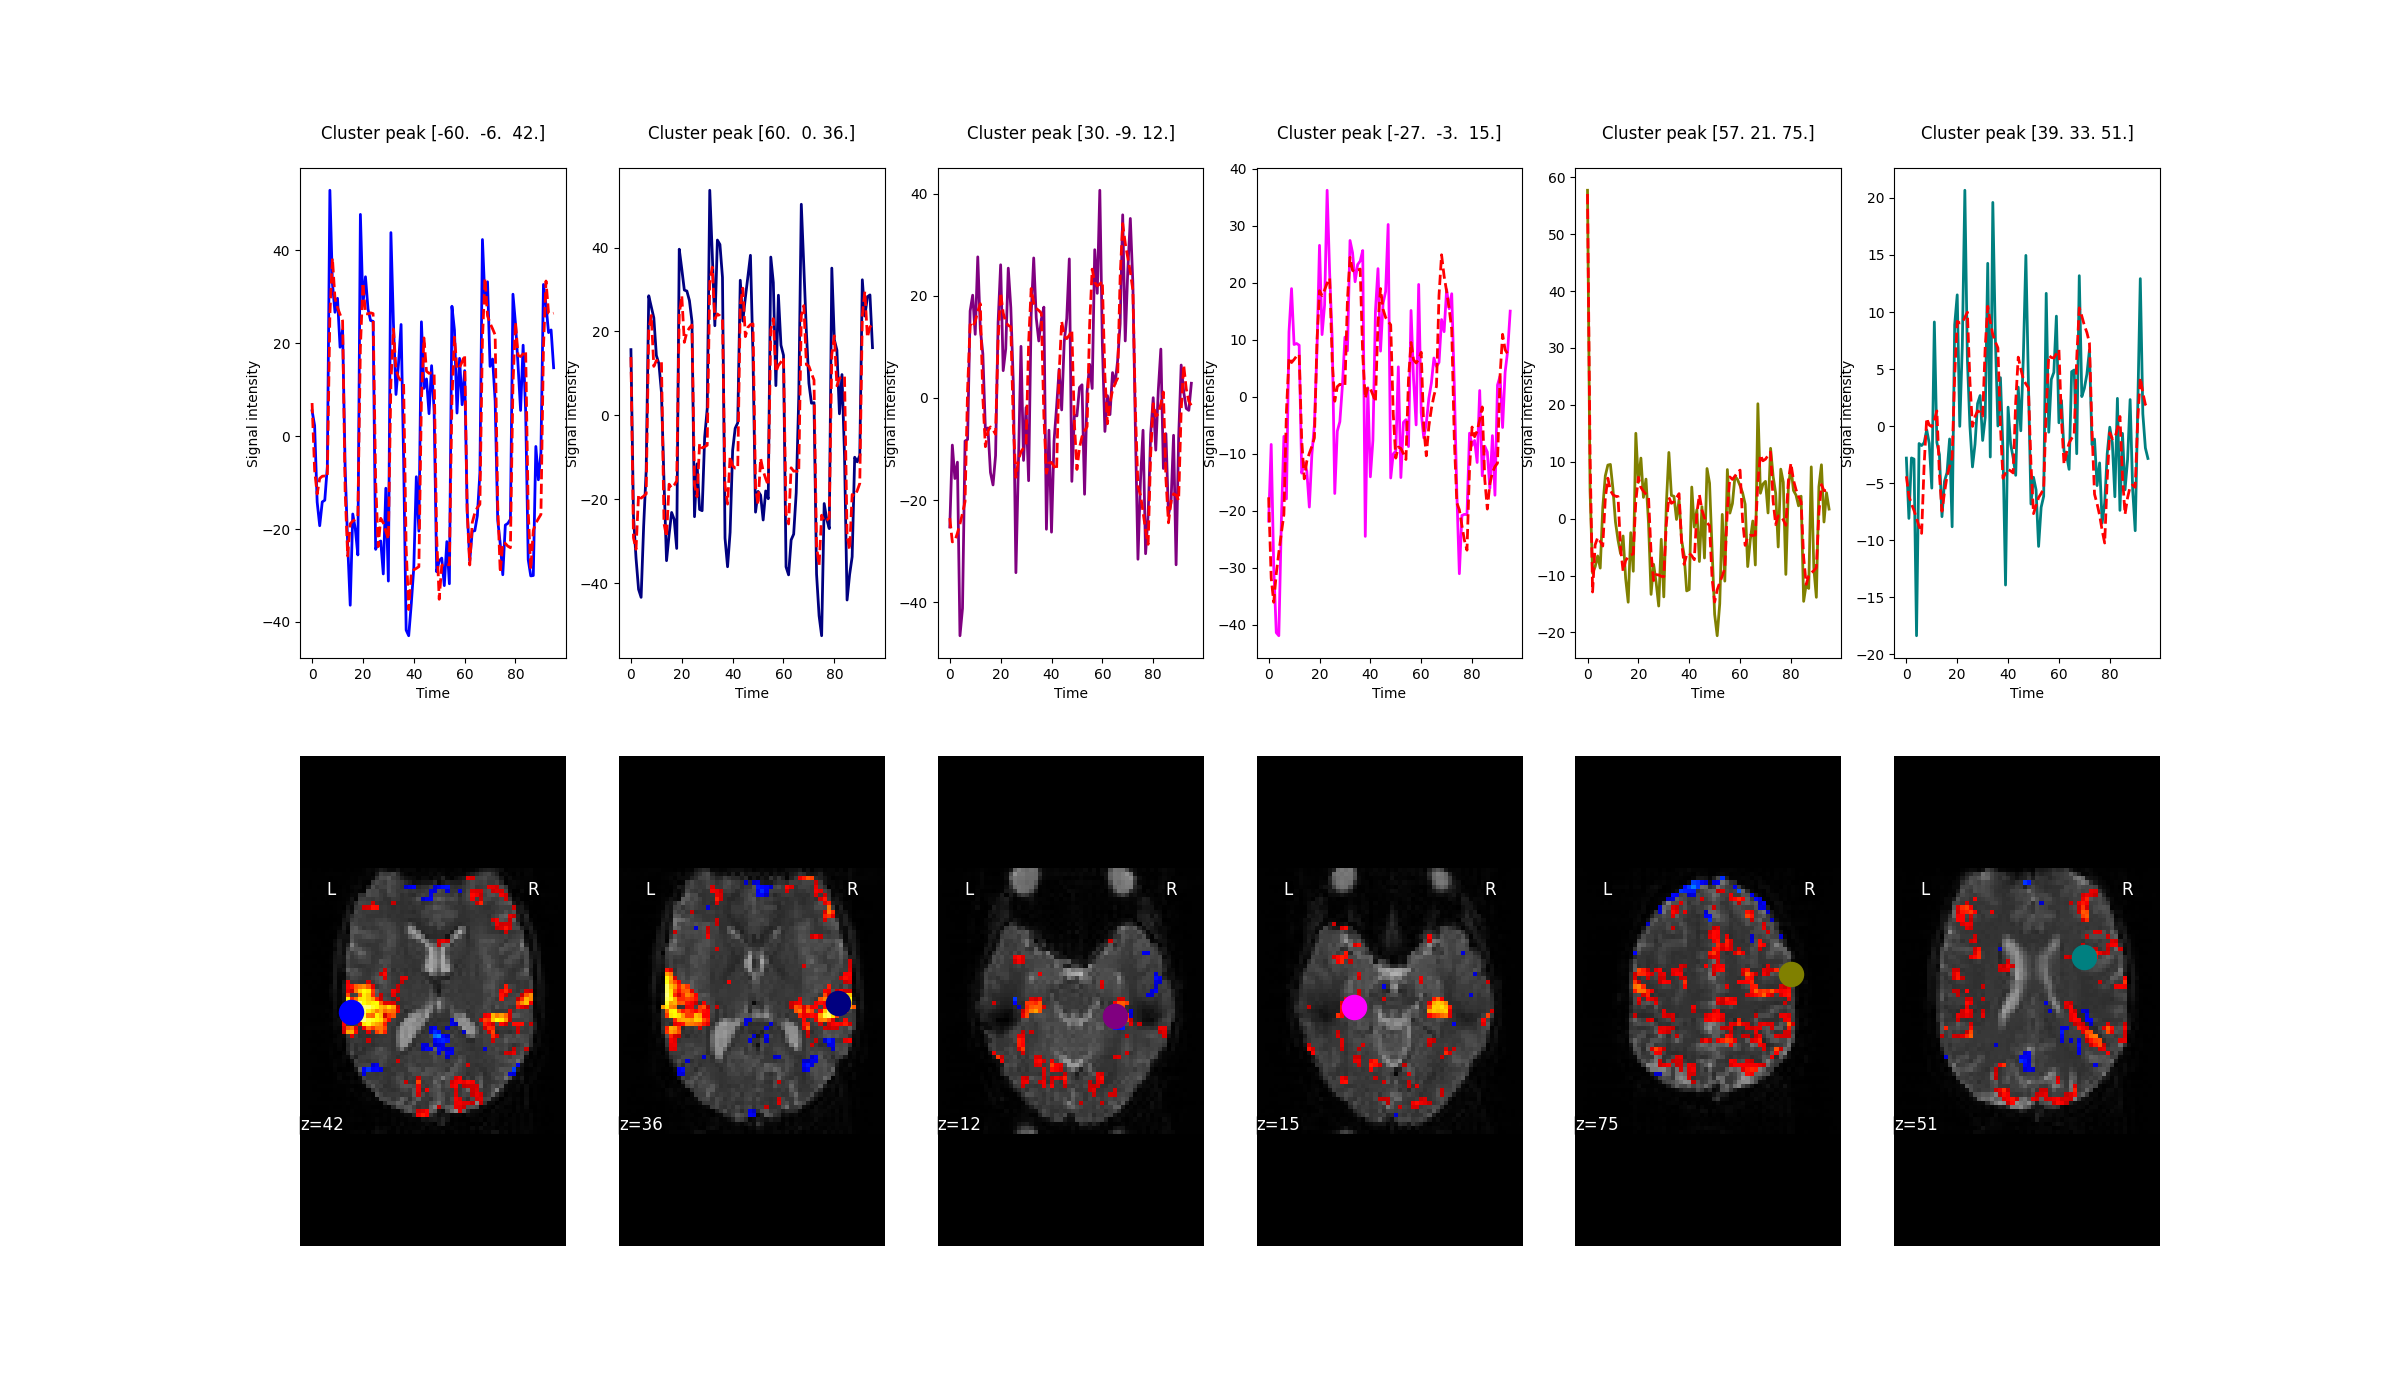 Cluster peak [-60.  -6.  42.]
Cluster peak [60.  0. 36.]
Cluster peak [30. -9. 12.]
Cluster peak [-27.  -3.  15.]
Cluster peak [57. 21. 75.]
Cluster peak [39. 33. 51.]
Signal intensity
40
20
0
−20
−40
0 20 40 60 80
Time
Signal intensity
40
20
0
−20
−40
0 20 40 60 80
Time
Signal intensity
40
20
0
−20
−40
0 20 40 60 80
Time
Signal intensity
40
30
20
10
0
−10
−20
−30
−40
0 20 40 60 80
Time
Signal intensity
60
50
40
30
20
10
0
−10
−20
0 20 40 60 80
Time
Signal intensity
20
15
10
5
0
−5
−10
−15
−20
0 20 40 60 80
Time
L R
z=42
L R
z=36
L R
z=12
L R
z=15
L R
z=75
L R
z=51